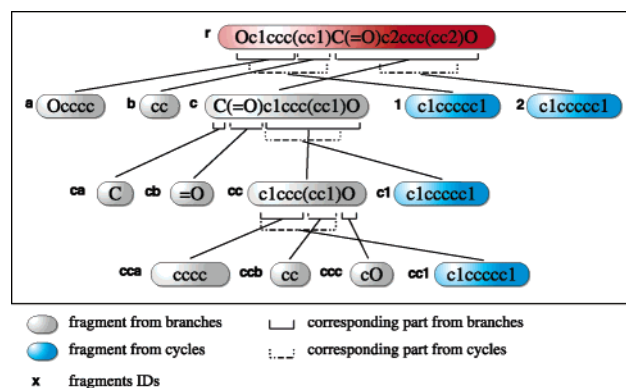 r Oc1ccc(cc1)C(=O)c2ccc(cc2)O
a Occcc b cc c C(=O)c1ccc(cc1)O 1 c1ccccc1 2 c1ccccc1
ca C cb =O cc c1ccc(cc1)O c1 c1ccccc1
cca cccc ccb cc ccc cO cc1 c1ccccc1
fragment from branches corresponding part from branches
fragment from cycles corresponding part from cycles
x fragments IDs